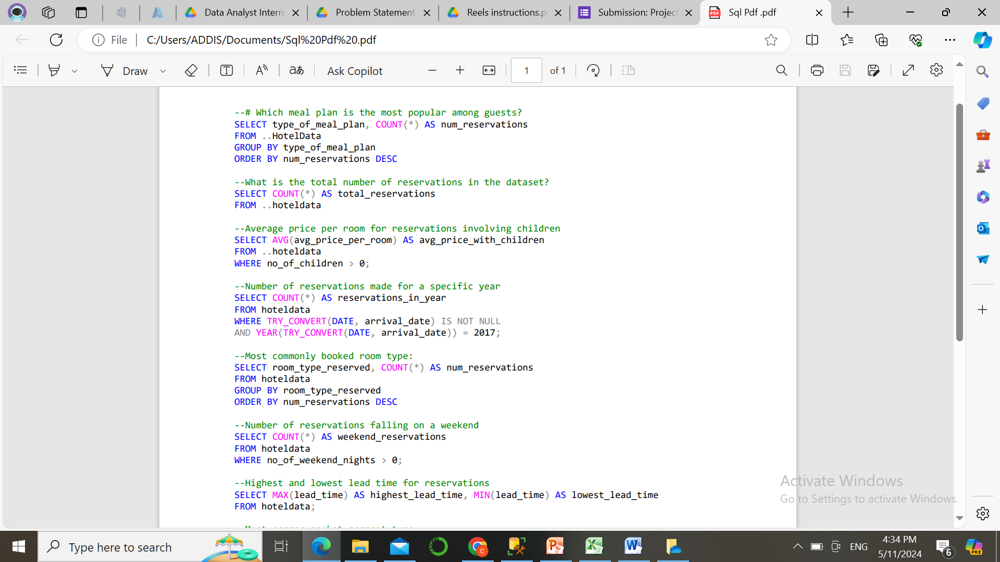 Data Analyst Intern
Problem Statement
Reels instructions.p
Submission: Project
PDF
Sql Pdf .pdf
File
C:/Users/ADDIS/Documents/Sql%20Pdf%20.pdf
Draw
Ask Copilot
1
of 1
--# Which meal plan is the most popular among guests?
SELECT type_of_meal_plan, COUNT(*) AS num_reservations
FROM ..HotelData
GROUP BY type_of_meal_plan
ORDER BY num_reservations DESC
--What is the total number of reservations in the dataset?
SELECT COUNT(*) AS total_reservations
FROM ..hoteldata
--Average price per room for reservations involving children
SELECT AVG(avg_price_per_room) AS avg_price_with_children
FROM ..hoteldata
WHERE no_of_children > 0;
--Number of reservations made for a specific year
SELECT COUNT(*) AS reservations_in_year
FROM hoteldata
WHERE TRY_CONVERT(DATE, arrival_date) IS NOT NULL
AND YEAR(TRY_CONVERT(DATE, arrival_date)) = 2017;
--Most commonly booked room type:
SELECT room_type_reserved, COUNT(*) AS num_reservations
FROM hoteldata
GROUP BY room_type_reserved
ORDER BY num_reservations DESC
--Number of reservations falling on a weekend
SELECT COUNT(*) AS weekend_reservations
FROM hoteldata
WHERE no_of_weekend_nights > 0;
--Highest and lowest lead time for reservations
SELECT MAX(lead_time) AS highest_lead_time, MIN(lead_time) AS lowest_lead_time
FROM hoteldata;
Activate Windows
Go to Settings to activate Windows.
Type here to search
ENG
4:34 PM
5/11/2024
6
PRE